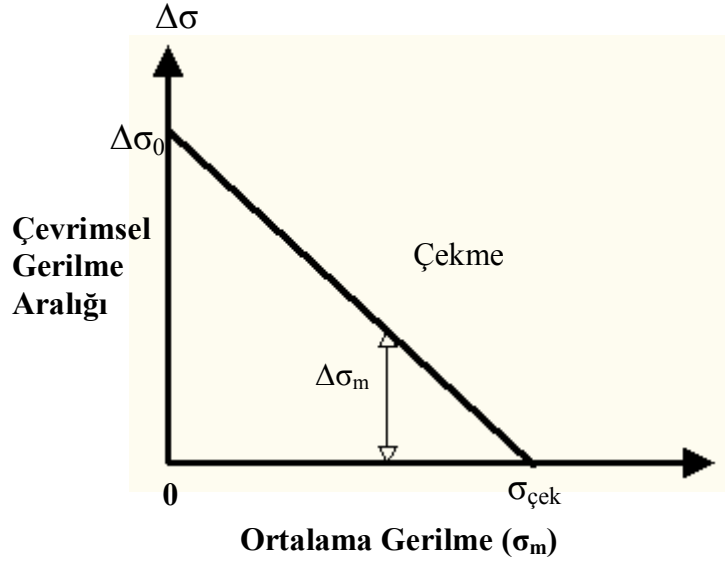 Δσ
Δσ₀
Çevrimsel
Gerilme
Aralığı
Çekme
Δσₘ
0
σçek
Ortalama Gerilme (σₘ)